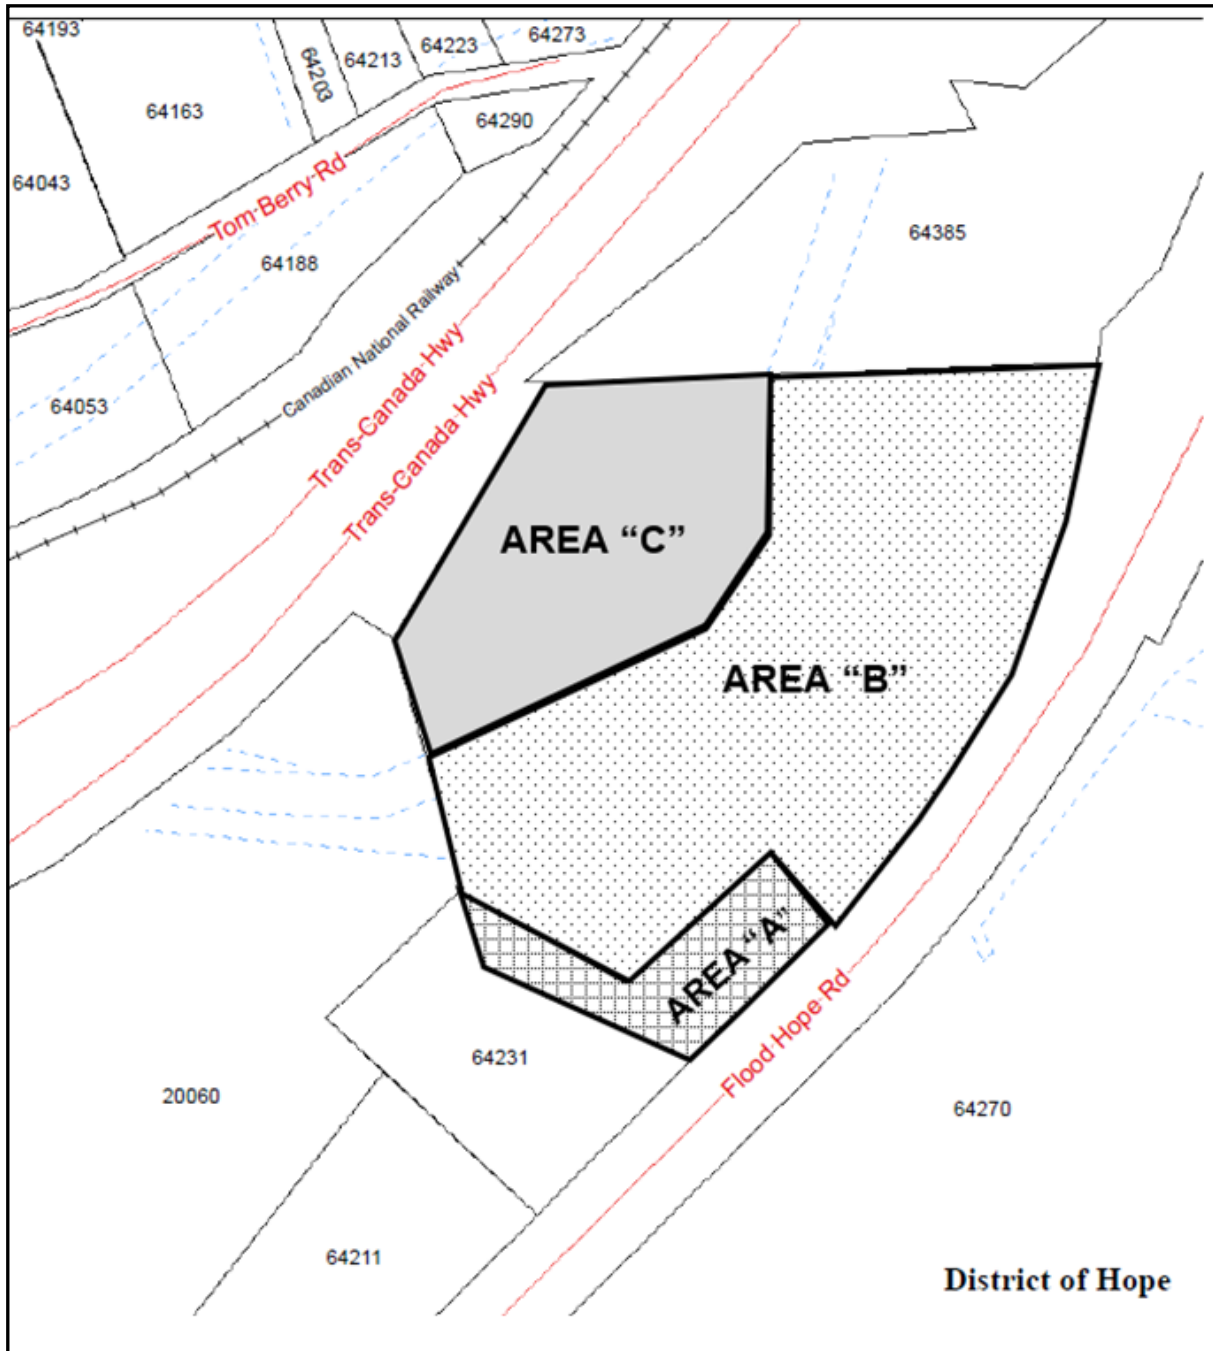 64193
64203
64213
64223
64273
64163
64290
64043
Tom Berry Rd
64188
64385
Canadian National Railway
Trans-Canada Hwy
Trans-Canada Hwy
64053
AREA “C”
AREA “B”
AREA “A”
Flood Hope Rd
64231
20060
64270
64211
District of Hope